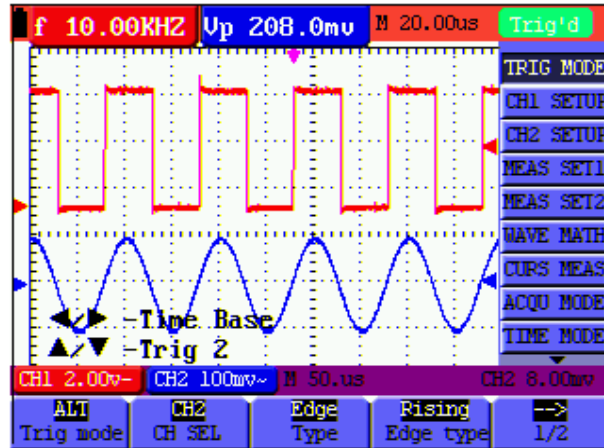 f 10.00KHZ Vp 208.0mv M 20.00us Trig'd
TRIG MODE
CH1 SETUP
CH2 SETUP
MEAS SET1
MEAS SET2
WAVE MATH
CURS MEAS
ACQU MODE
TIME MODE
◀/▶ -Time Base
▲/▼ -Trig 2
CH1 2.00v- CH2 100mv~ M 50.us CH2 8.00mv
ALT CH2 Edge Rising -->
Trig mode CH SEL Type Edge type 1/2